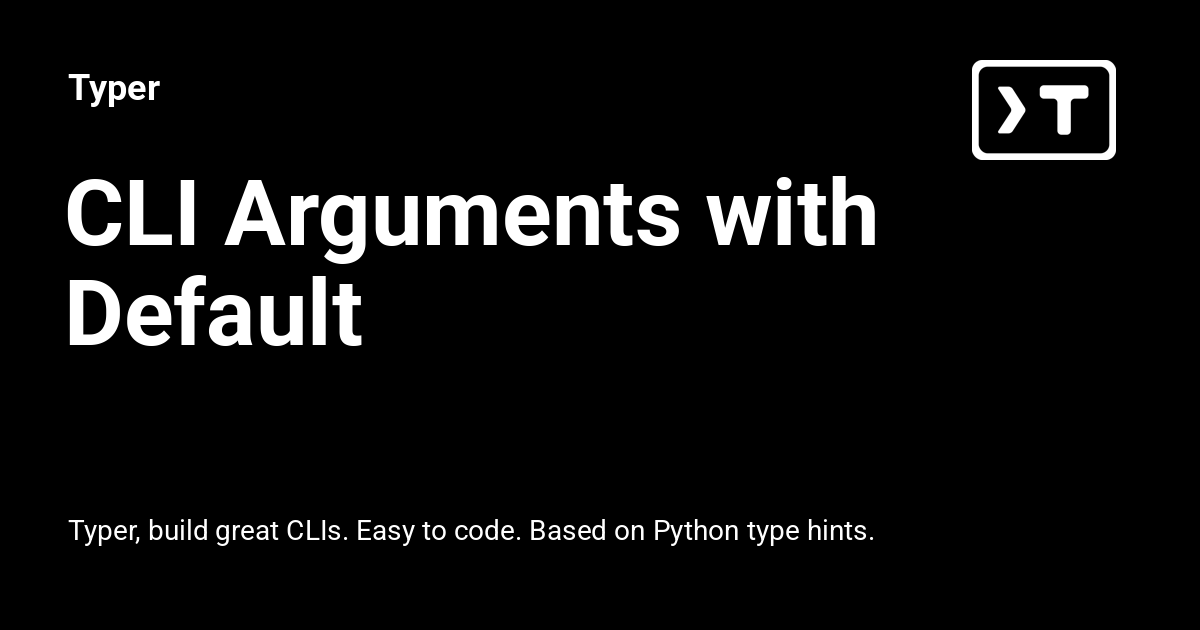 Typer
❯T
CLI Arguments with
Default
Typer, build great CLIs. Easy to code. Based on Python type hints.